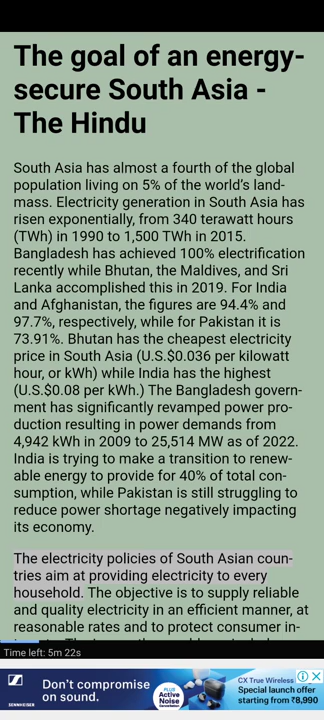 The goal of an energy-
secure South Asia -
The Hindu
South Asia has almost a fourth of the global
population living on 5% of the world's land-
mass. Electricity generation in South Asia has
risen exponentially, from 340 terawatt hours
(TWh) in 1990 to 1,500 TWh in 2015.
Bangladesh has achieved 100% electrification
recently while Bhutan, the Maldives, and Sri
Lanka accomplished this in 2019. For India
and Afghanistan, the figures are 94.4% and
97.7%, respectively, while for Pakistan it is
73.91%. Bhutan has the cheapest electricity
price in South Asia (U.S.$0.036 per kilowatt
hour, or kWh) while India has the highest
(U.S.$0.08 per kWh.) The Bangladesh govern-
ment has significantly revamped power pro-
duction resulting in power demands from
4,942 kWh in 2009 to 25,514 MW as of 2022.
India is trying to make a transition to renew-
able energy to provide for 40% of total con-
sumption, while Pakistan is still struggling to
reduce power shortage negatively impacting
its economy.
The electricity policies of South Asian coun-
tries aim at providing electricity to every
household. The objective is to supply reliable
and quality electricity in an efficient manner, at
reasonable rates and to protect consumer in-
Time left: 5m 22s
SENNHEISER
Don't compromise
on sound.
PLUS
Active
Noise
CX True Wireless
Special launch offer
starting from ₹8,990